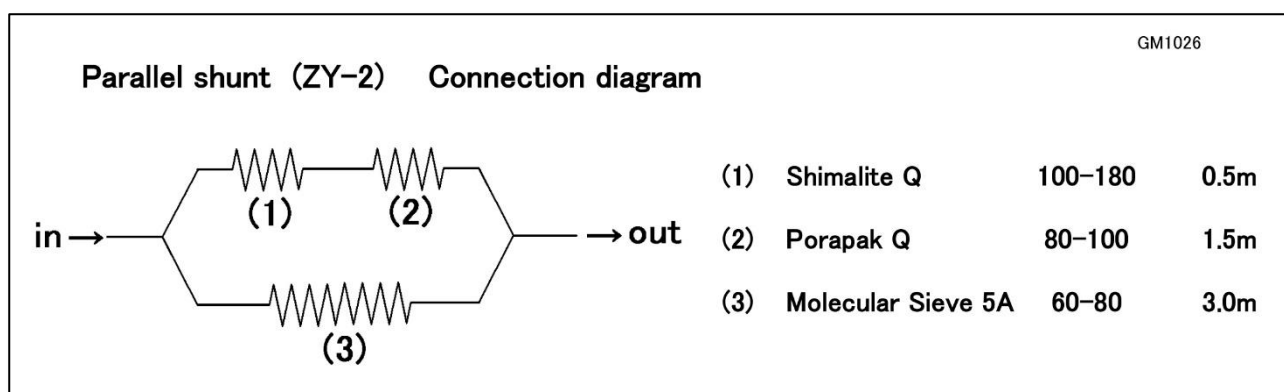 GM1026
Parallel shunt (ZY-2) Connection diagram
(1) Shimalite Q 100-180 0.5m
(1) (2)
in → → out
(2) Porapak Q 80-100 1.5m
(3) Molecular Sieve 5A 60-80 3.0m
(3)